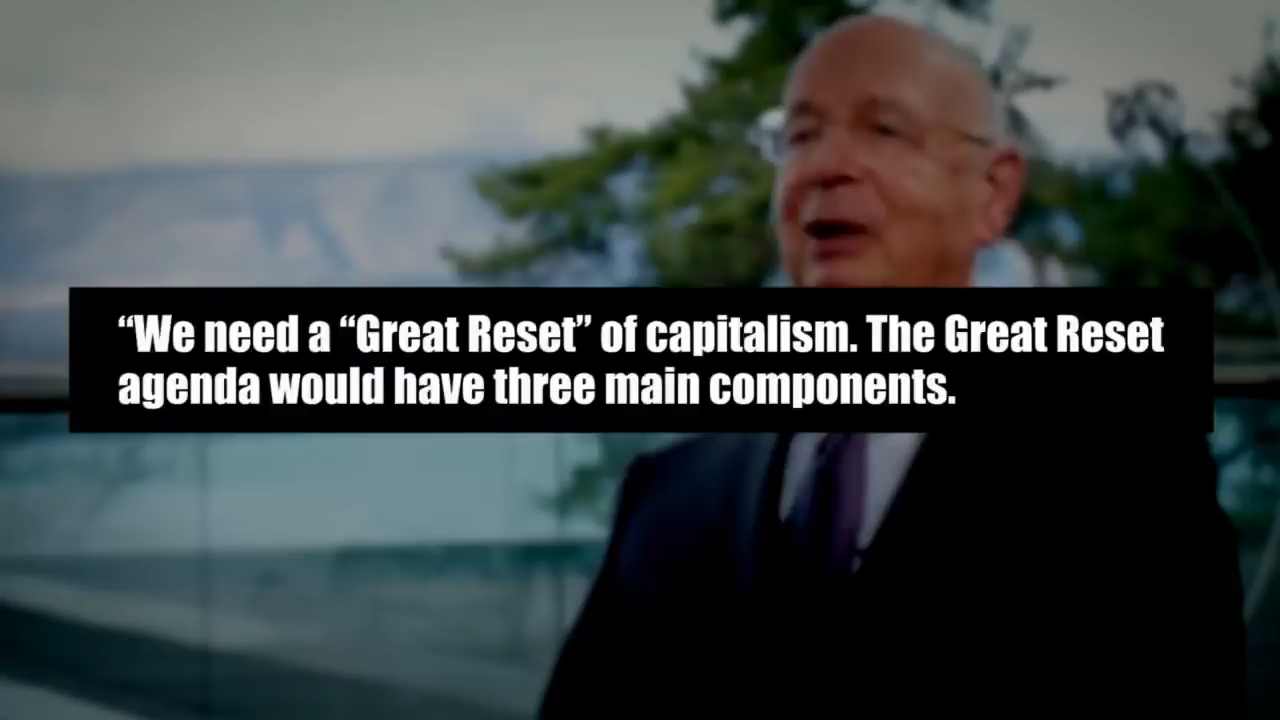 “We need a “Great Reset” of capitalism. The Great Reset
agenda would have three main components.